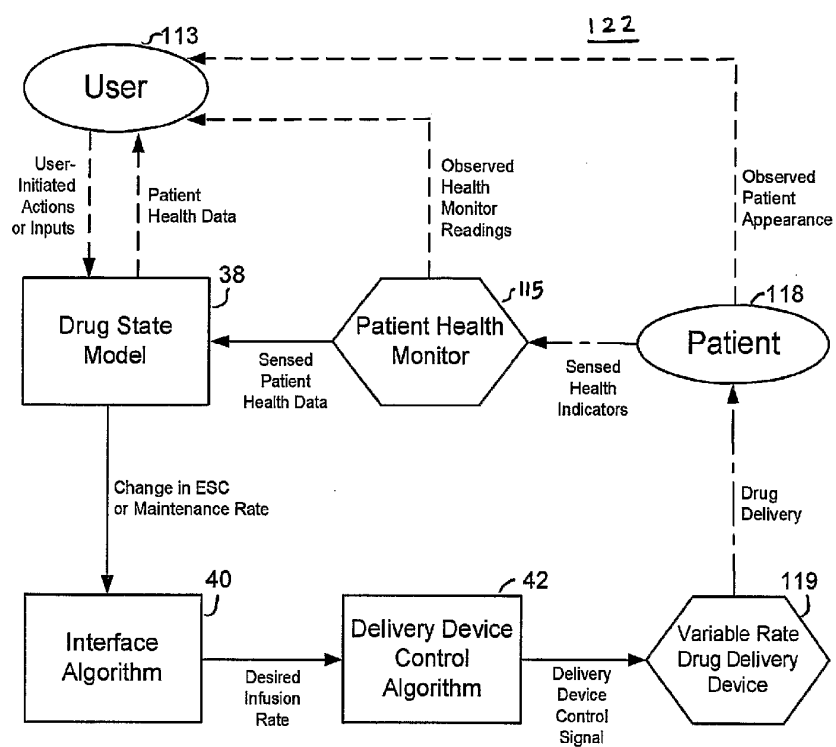 113
122
User
User-
Initiated
Actions
or Inputs
Patient
Health Data
Observed
Health
Monitor
Readings
Observed
Patient
Appearance
38
Drug State
Model
115
Patient Health
Monitor
118
Patient
Sensed
Patient
Health Data
Sensed
Health
Indicators
Change in ESC
or Maintenance Rate
Drug
Delivery
40
Interface
Algorithm
42
Delivery Device
Control
Algorithm
119
Variable Rate
Drug Delivery
Device
Desired
Infusion
Rate
Delivery
Device
Control
Signal